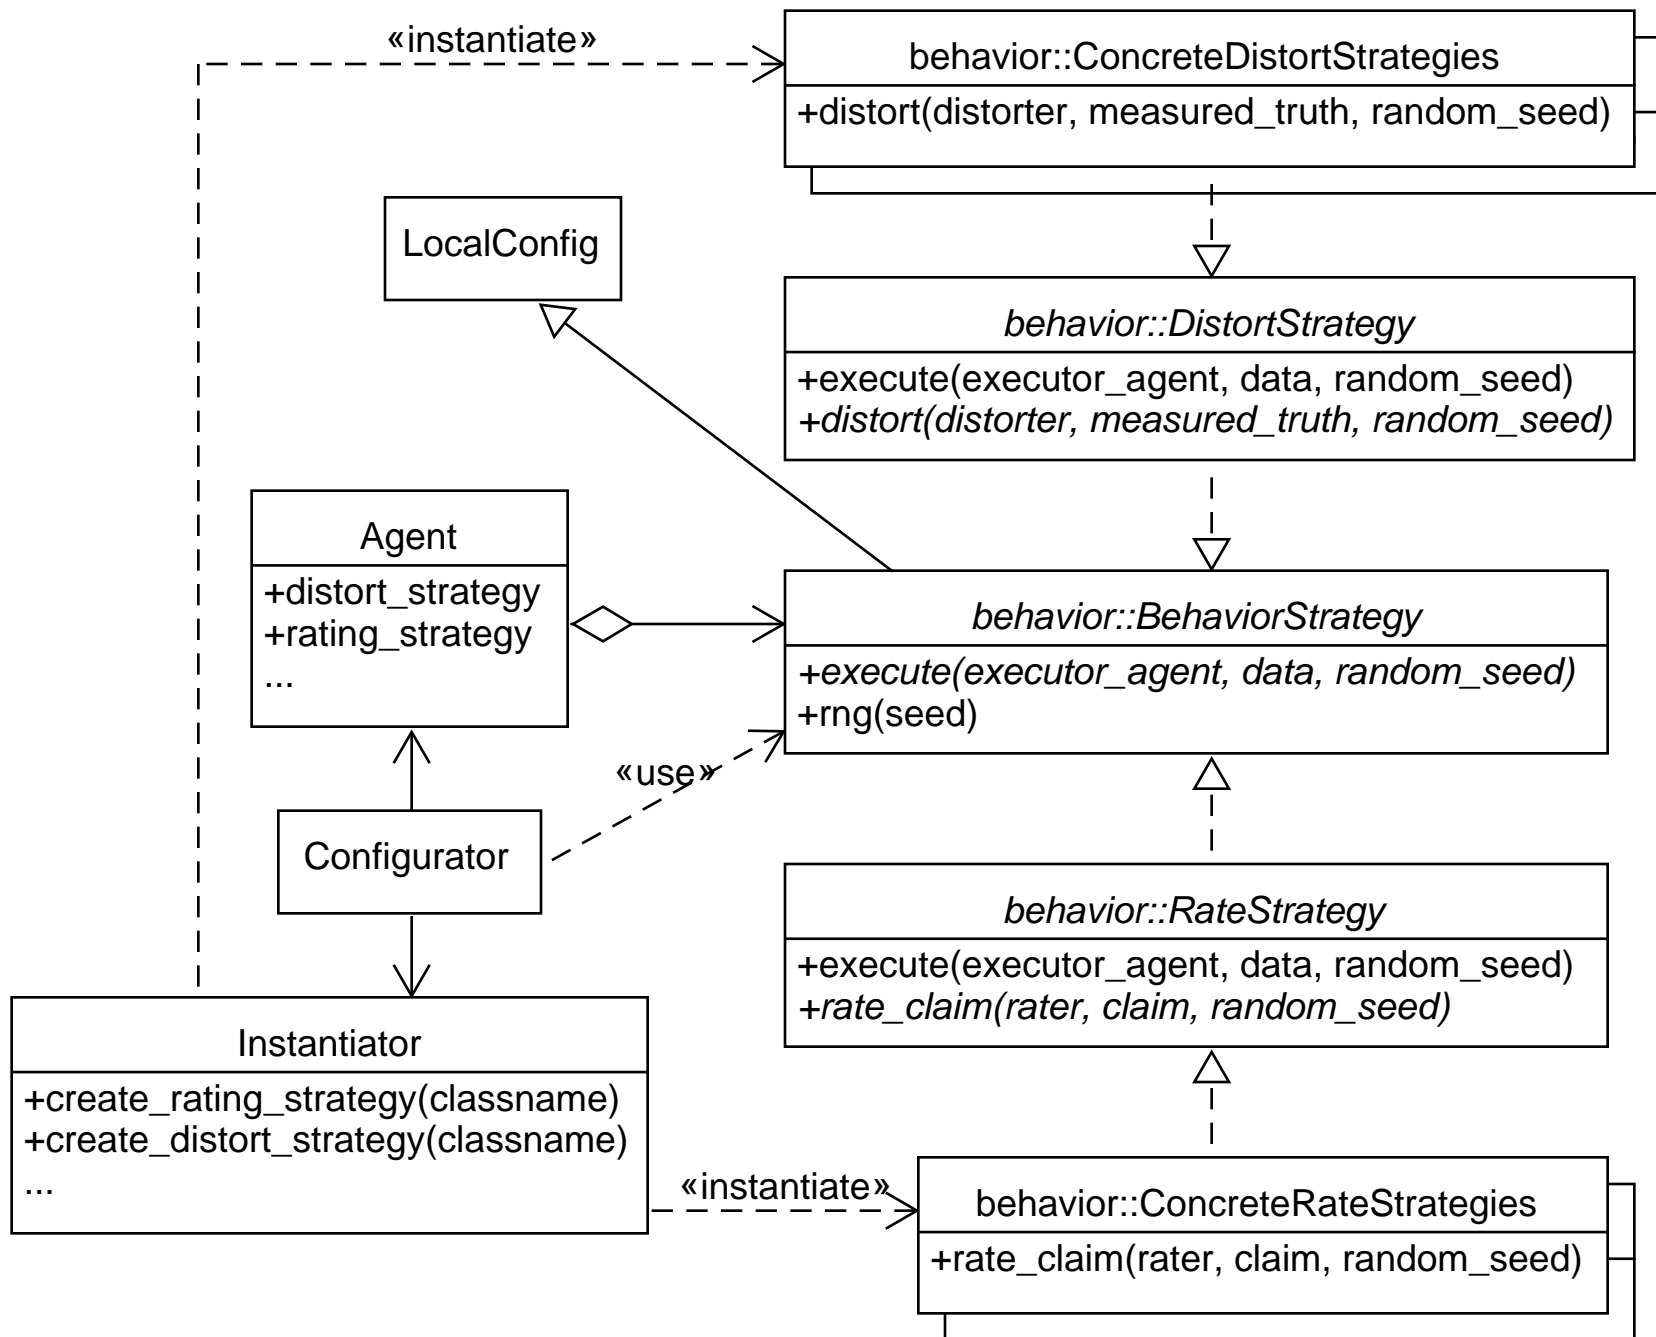 «instantiate»
behavior::ConcreteDistortStrategies
+distort(distorter, measured_truth, random_seed)
LocalConfig
behavior::DistortStrategy
+execute(executor_agent, data, random_seed)
+distort(distorter, measured_truth, random_seed)
Agent
+distort_strategy
+rating_strategy
...
behavior::BehaviorStrategy
+execute(executor_agent, data, random_seed)
+rng(seed)
«use»
Configurator
behavior::RateStrategy
+execute(executor_agent, data, random_seed)
+rate_claim(rater, claim, random_seed)
Instantiator
+create_rating_strategy(classname)
+create_distort_strategy(classname)
...
«instantiate»
behavior::ConcreteRateStrategies
+rate_claim(rater, claim, random_seed)